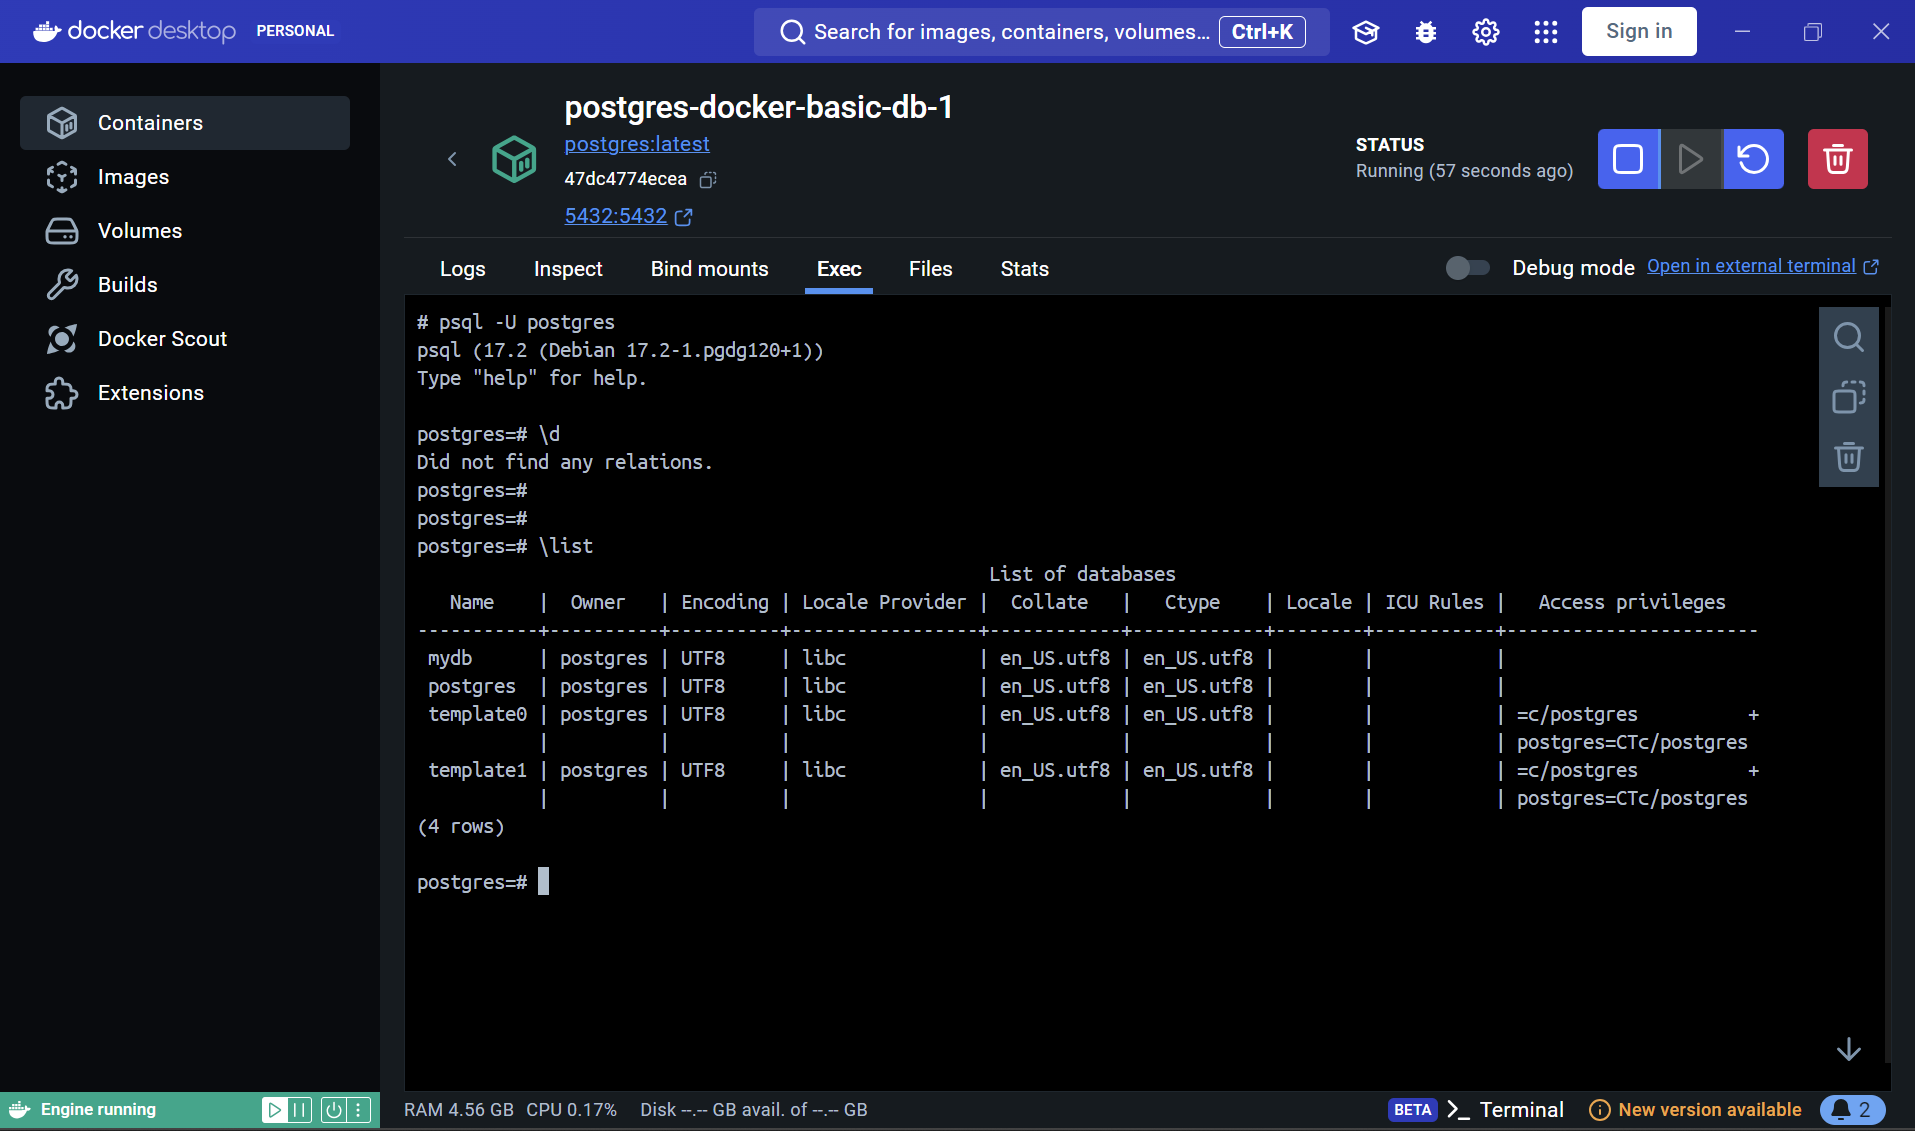 docker desktop PERSONAL
Search for images, containers, volumes... Ctrl+K
Sign in
Containers
Images
Volumes
Builds
Docker Scout
Extensions
postgres-docker-basic-db-1
postgres:latest
47dc4774ecea
5432:5432
STATUS
Running (57 seconds ago)
Logs Inspect Bind mounts Exec Files Stats
Debug mode Open in external terminal
# psql -U postgres
psql (17.2 (Debian 17.2-1.pgdg120+1))
Type "help" for help.
postgres=# \d
Did not find any relations.
postgres=#
postgres=#
postgres=# \list
                                                    List of databases
   Name    |  Owner   | Encoding | Locale Provider |  Collate   |   Ctype    | Locale | ICU Rules |   Access privileges
-----------+----------+----------+-----------------+------------+------------+--------+-----------+-----------------------
 mydb      | postgres | UTF8     | libc            | en_US.utf8 | en_US.utf8 |        |           |
 postgres  | postgres | UTF8     | libc            | en_US.utf8 | en_US.utf8 |        |           |
 template0 | postgres | UTF8     | libc            | en_US.utf8 | en_US.utf8 |        |           | =c/postgres          +
           |          |          |                 |            |            |        |           | postgres=CTc/postgres
 template1 | postgres | UTF8     | libc            | en_US.utf8 | en_US.utf8 |        |           | =c/postgres          +
           |          |          |                 |            |            |        |           | postgres=CTc/postgres
(4 rows)
postgres=#
Engine running
RAM 4.56 GB CPU 0.17% Disk --.-- GB avail. of --.-- GB
BETA >_ Terminal
New version available
2